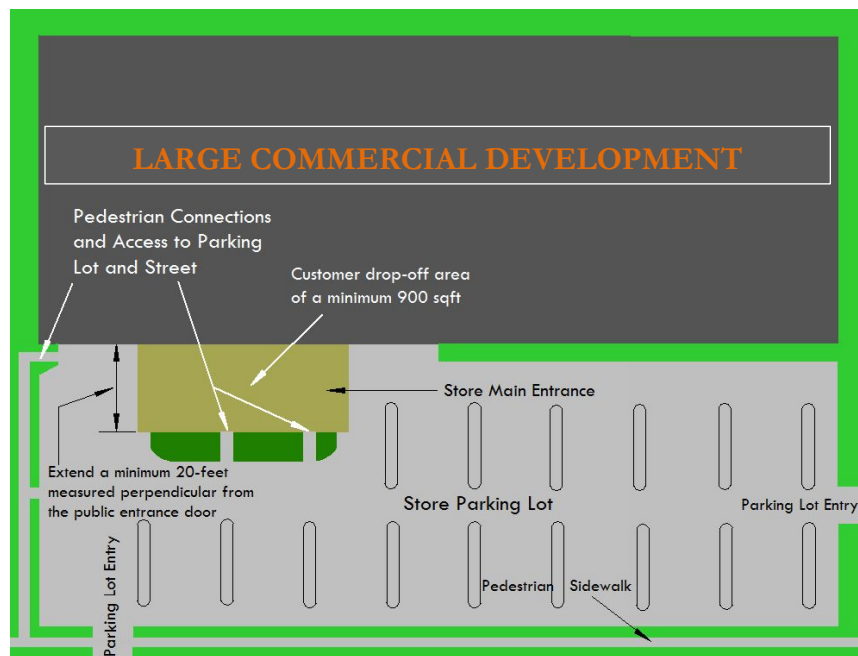 LARGE COMMERCIAL DEVELOPMENT
Pedestrian Connections
and Access to Parking
Lot and Street
Customer drop-off area
of a minimum 900 sqft
Store Main Entrance
Extend a minimum 20-feet
measured perpendicular from
the public entrance door
Store Parking Lot
Parking Lot Entry
Parking Lot Entry
Pedestrian Sidewalk